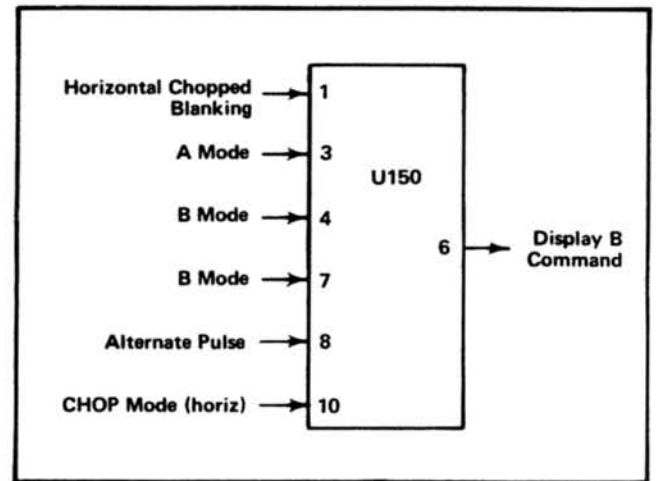 Horizontal Chopped
Blanking
1
A Mode
3
U150
B Mode
4
6
Display B
Command
B Mode
7
Alternate Pulse
8
CHOP Mode (horiz)
10